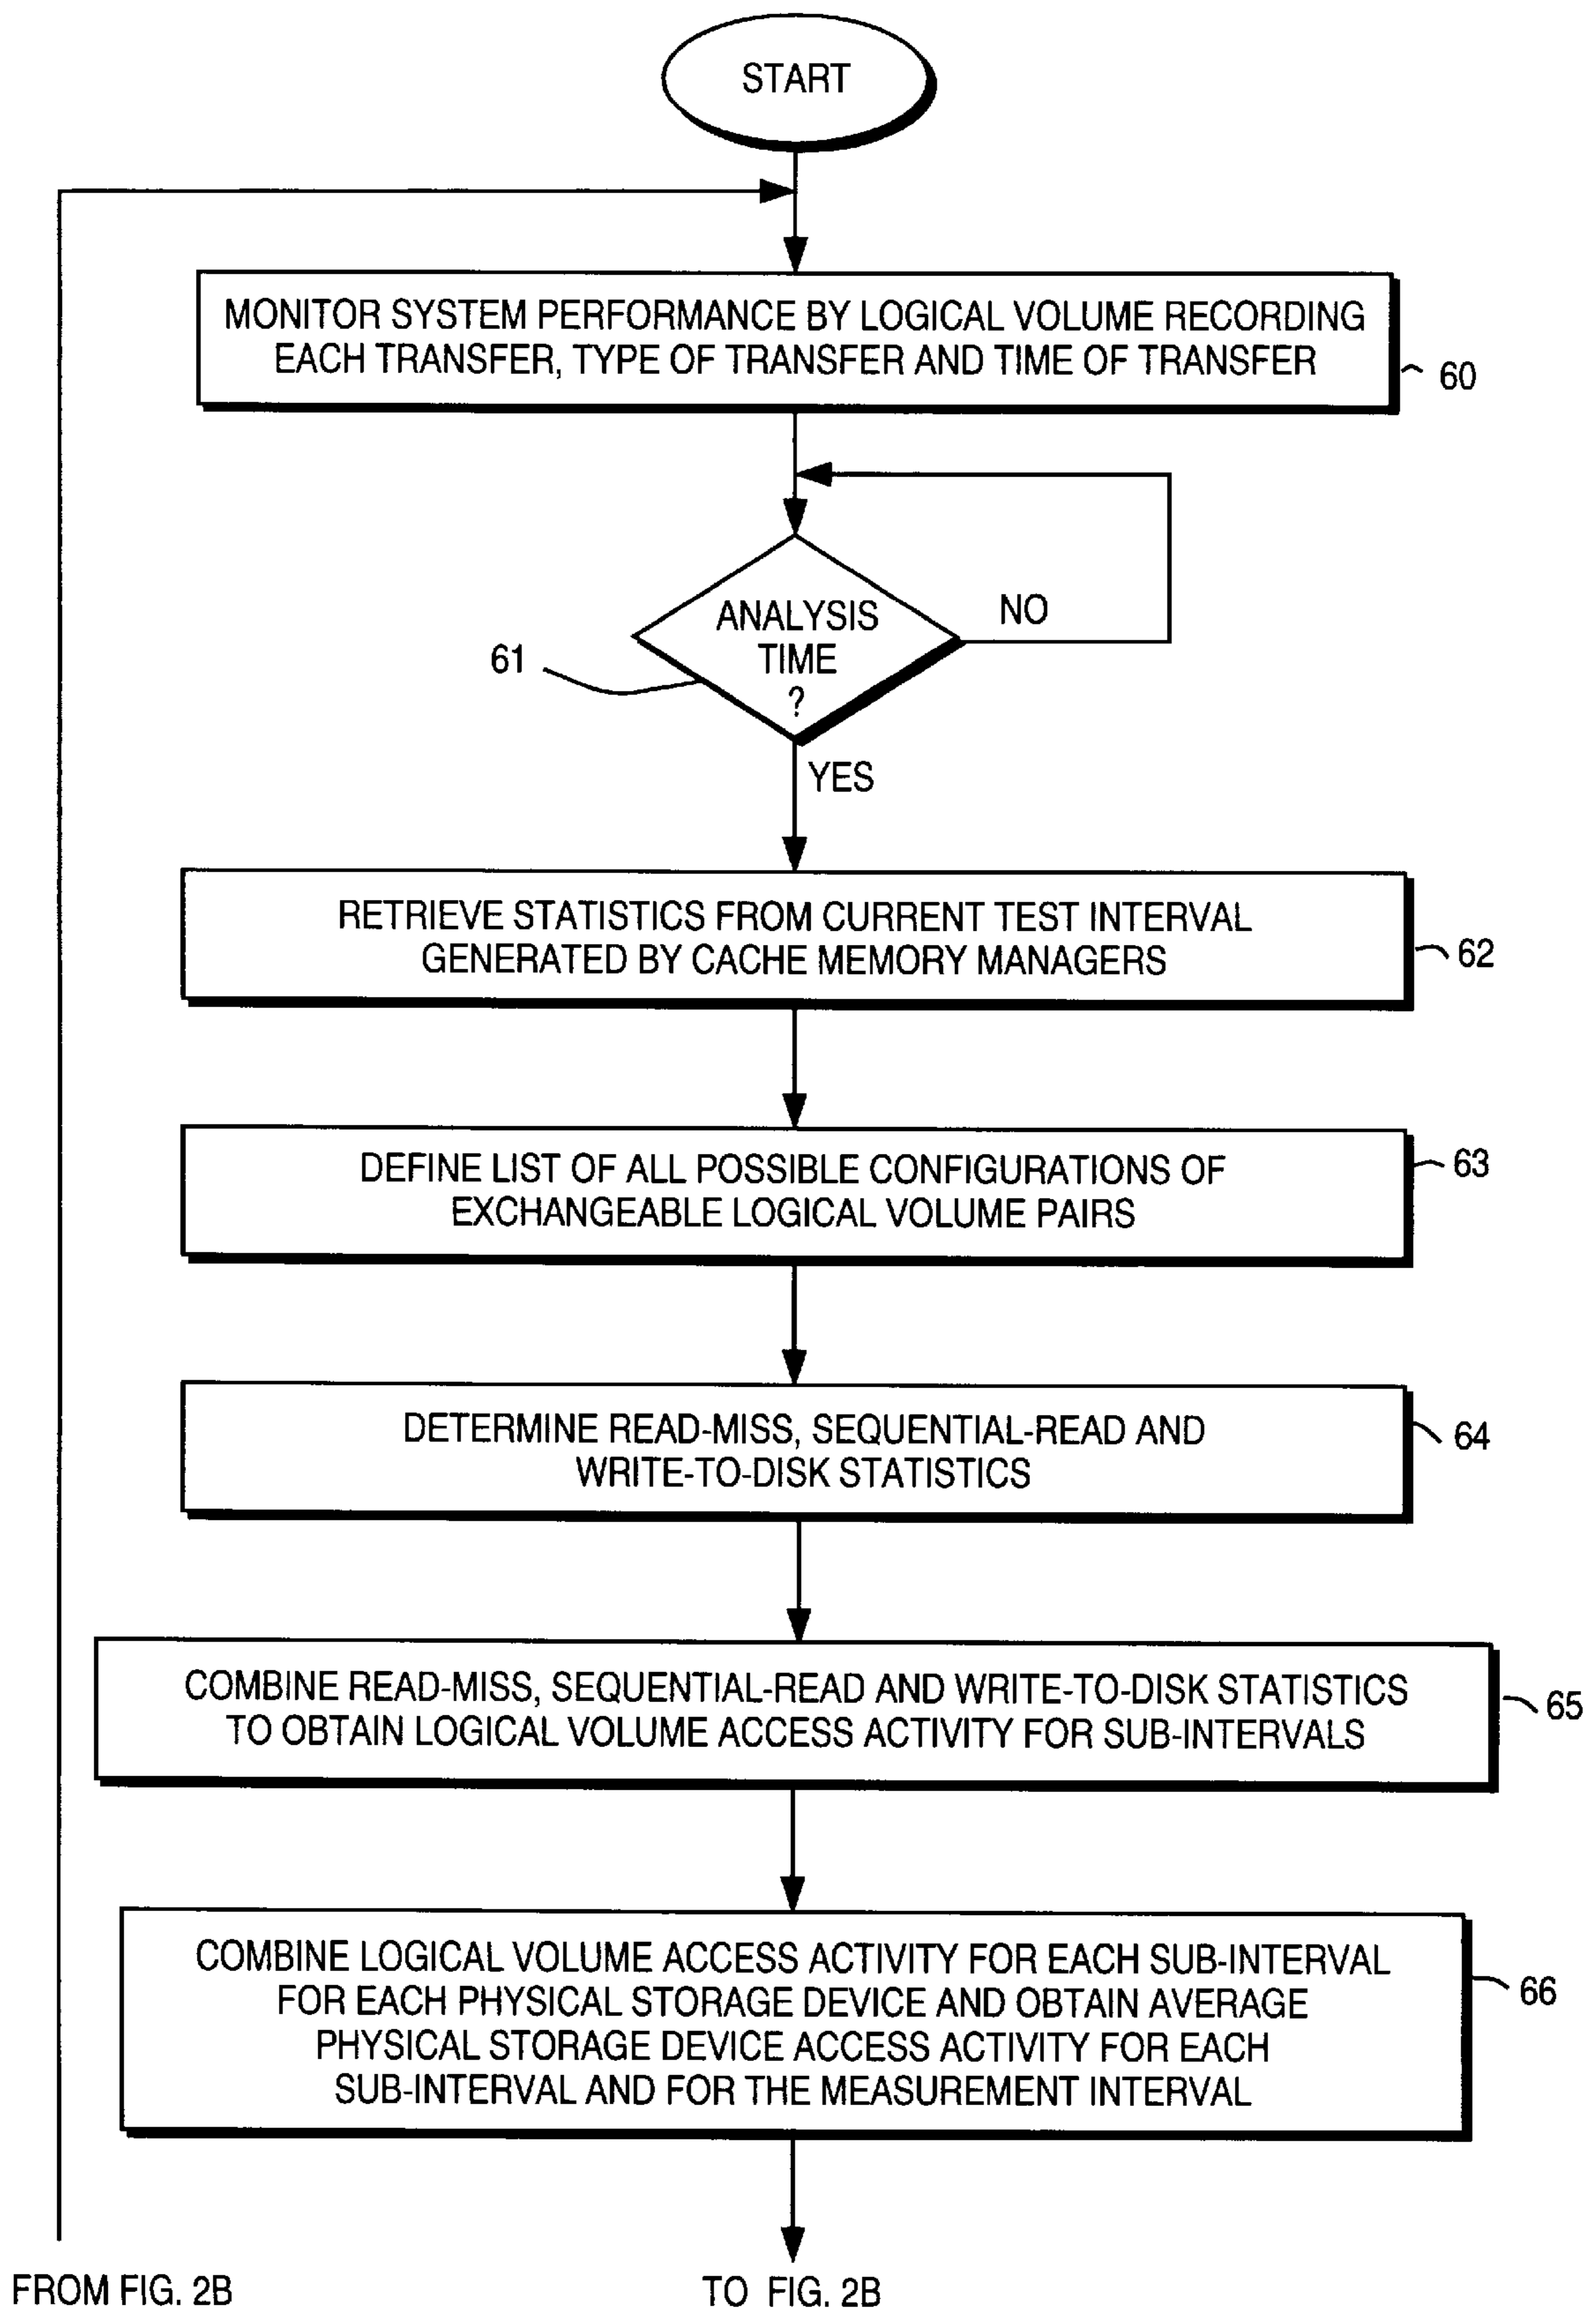 START
MONITOR SYSTEM PERFORMANCE BY LOGICAL VOLUME RECORDING
EACH TRANSFER, TYPE OF TRANSFER AND TIME OF TRANSFER
60
ANALYSIS
TIME
?
NO
61
YES
RETRIEVE STATISTICS FROM CURRENT TEST INTERVAL
GENERATED BY CACHE MEMORY MANAGERS
62
DEFINE LIST OF ALL POSSIBLE CONFIGURATIONS OF
EXCHANGEABLE LOGICAL VOLUME PAIRS
63
DETERMINE READ-MISS, SEQUENTIAL-READ AND
WRITE-TO-DISK STATISTICS
64
COMBINE READ-MISS, SEQUENTIAL-READ AND WRITE-TO-DISK STATISTICS
TO OBTAIN LOGICAL VOLUME ACCESS ACTIVITY FOR SUB-INTERVALS
65
COMBINE LOGICAL VOLUME ACCESS ACTIVITY FOR EACH SUB-INTERVAL
FOR EACH PHYSICAL STORAGE DEVICE AND OBTAIN AVERAGE
PHYSICAL STORAGE DEVICE ACCESS ACTIVITY FOR EACH
SUB-INTERVAL AND FOR THE MEASUREMENT INTERVAL
66
FROM FIG. 2B
TO FIG. 2B